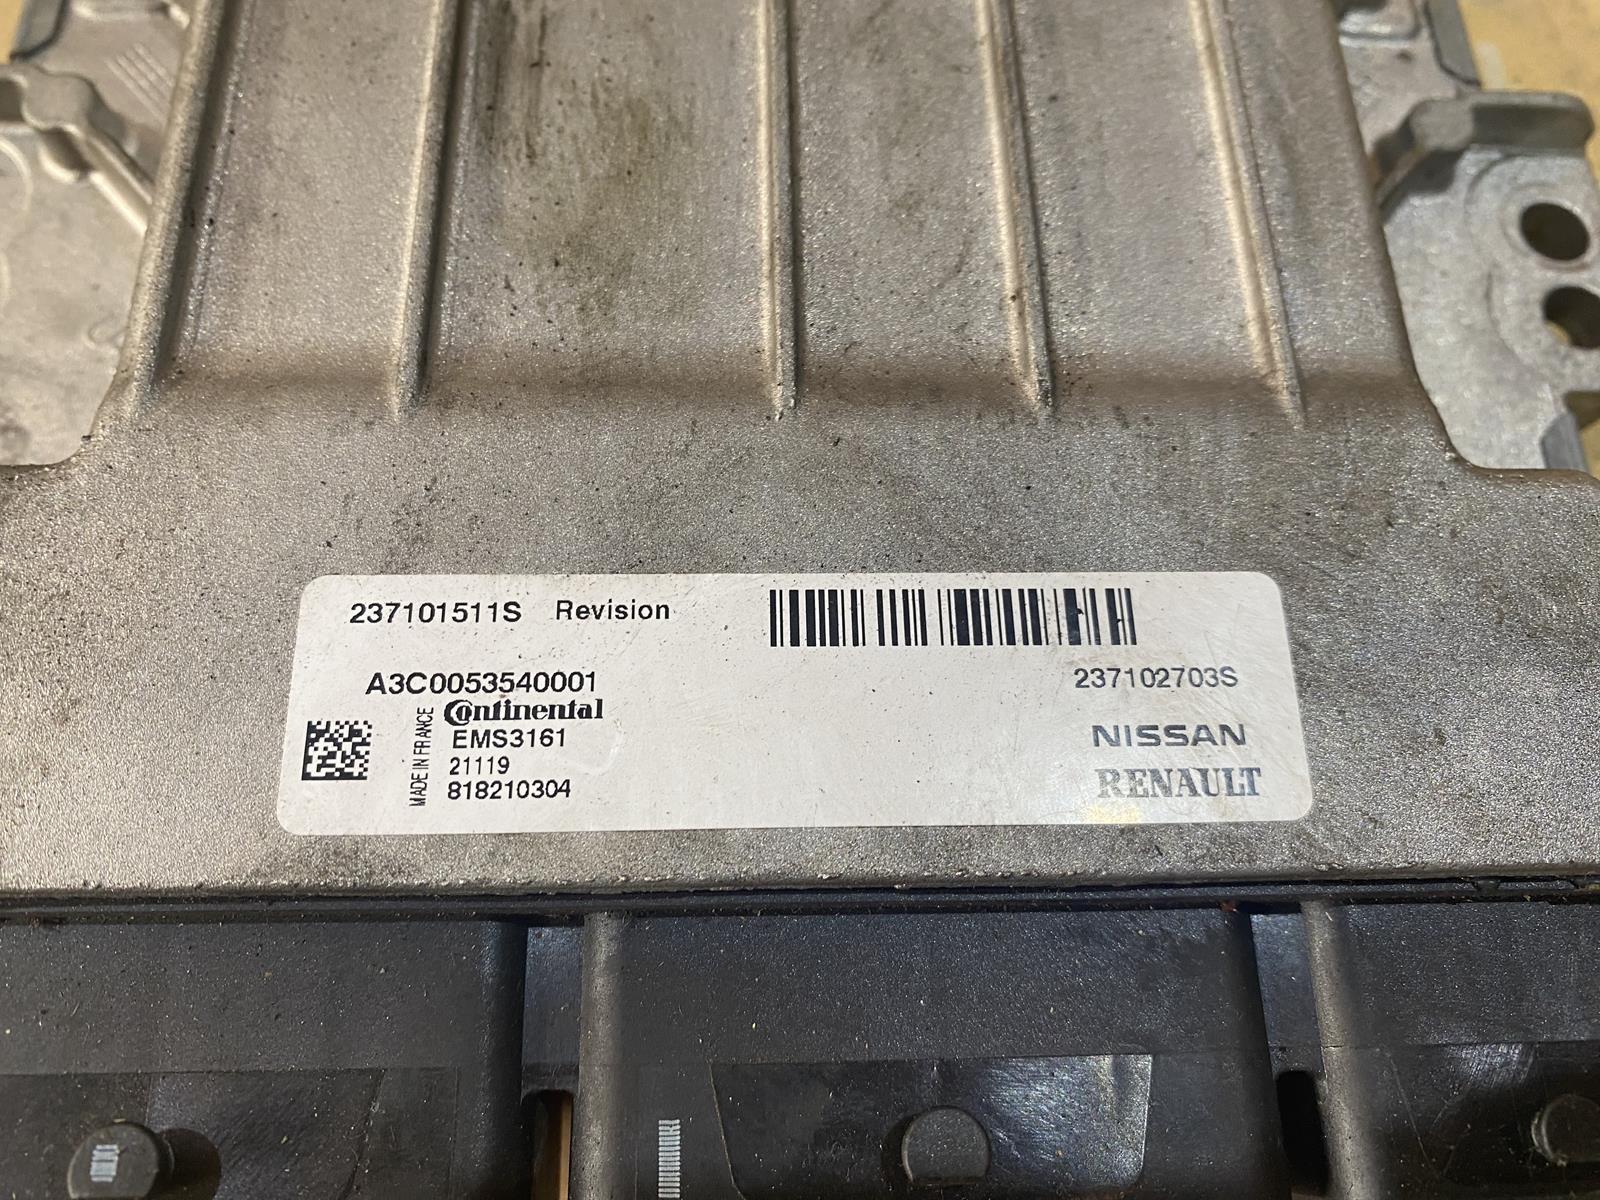 237101511S Revision
A3C0053540001
237102703S
Continental
EMS3161
NISSAN
21119
818210304
RENAULT
MADE IN FRANCE